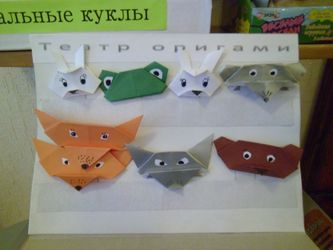 альные куклы
Театр оригами